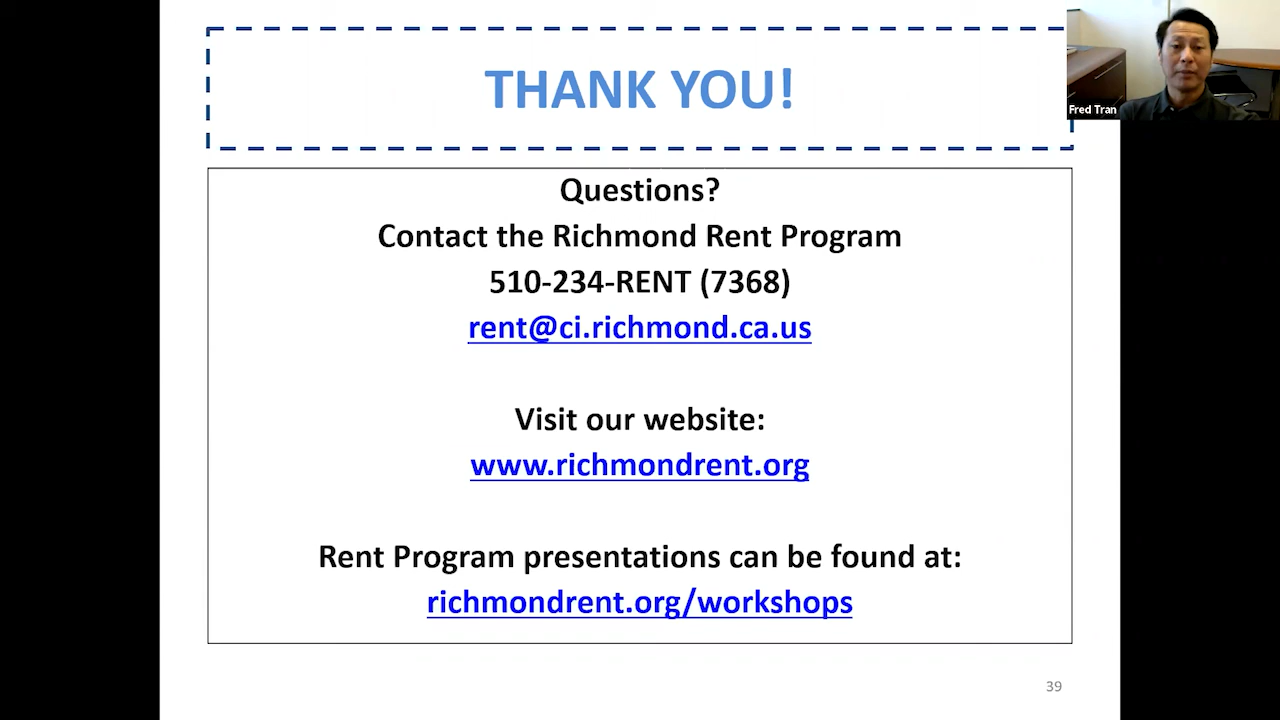 THANK YOU!
Fred Tran
Questions?
Contact the Richmond Rent Program
510-234-RENT (7368)
rent@ci.richmond.ca.us
Visit our website:
www.richmondrent.org
Rent Program presentations can be found at:
richmondrent.org/workshops
39